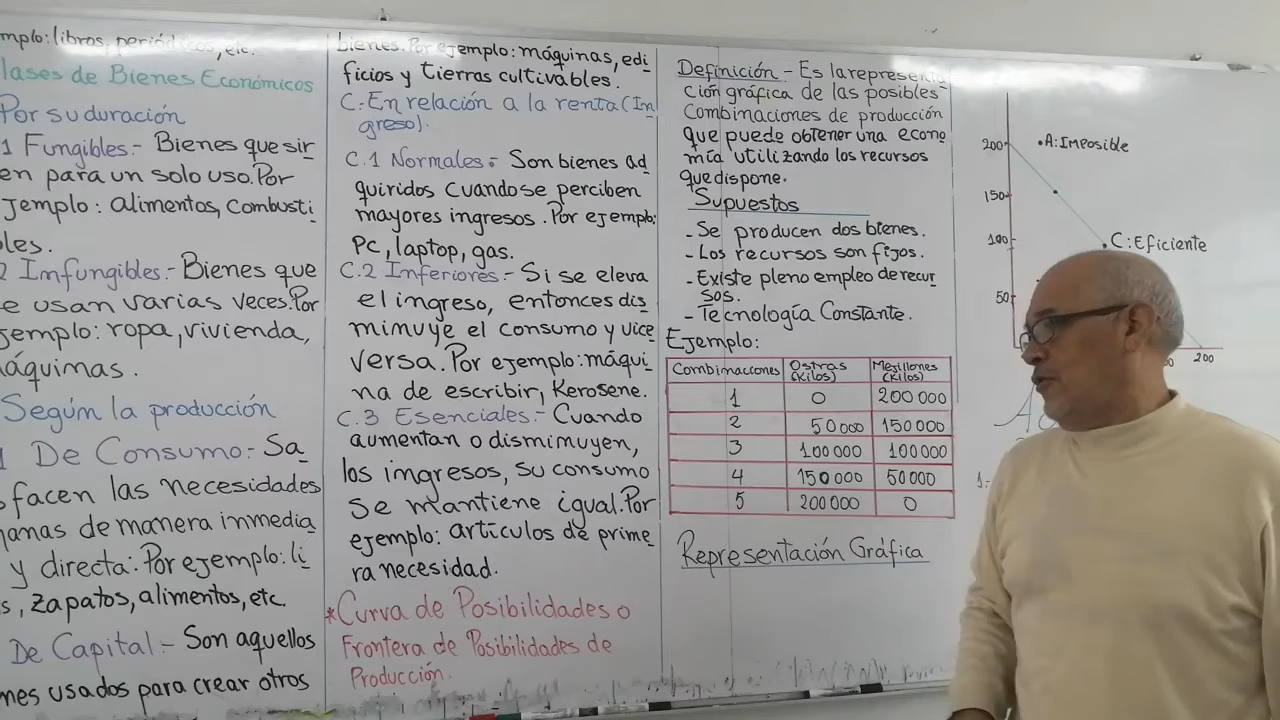 mplo: libros, periódicos, etc.
lases de Bienes Económicos
Por su duración
1 Fungibles.- Bienes que sir
en para un solo uso. Por
jemplo: alimentos, combusti
les.
2 Imfungibles.- Bienes que
e usan varias veces. Por
jemplo: ropa, vivienda,
áquimas.
Según la producción
1 De Consumo.- Sa
facen las necesidades
manas de manera inmedia
y directa: Por ejemplo: li
s, zapatos, alimentos, etc.
De Capital.- Son aquellos
nes usados para crear otros
bienes. Por ejemplo: máquinas, edi
ficios y tierras cultivables.
C.- En relación a la renta (In
greso).
C.1 Normales.- Son bienes ad
quiridos cuando se perciben
mayores ingresos. Por ejemplo:
PC, laptop, gas.
C.2 Inferiores.- Si se eleva
el ingreso, entonces dis
minuye el consumo y vice
versa. Por ejemplo: máqui
na de escribir, Kerosene.
C.3 Esenciales.- Cuando
aumentan o dismimuyen,
los ingresos, su consumo
se mantiene igual. Por
ejemplo: artículos de prime
ra necesidad.
*Curva de Posibilidades o
Frontera de Posibilidades de
Producción.
Definición.- Es la representa
ción gráfica de las posibles
Combinaciones de producción
que puede obtener una econo
mía utilizando los recursos
que dispone.
Supuestos
- Se producen dos bienes.
- Los recursos son fijos.
- Existe pleno empleo de recur
sos.
- Tecnología Constante.
Ejemplo:
Combinaciones Ostras (Kilos) Mejillones (Kilos)
1 0 200 000
2 50 000 150 000
3 100 000 100 000
4 150 000 50 000
5 200 000 0
Representación Gráfica
200 A: Imposible
150
100 C: Eficiente
50
200
1.-